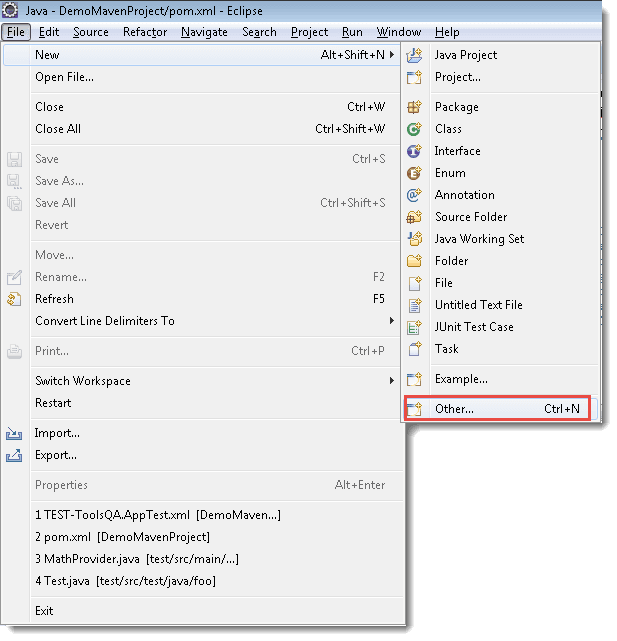 Java - DemoMavenProject/pom.xml - Eclipse
File Edit Source Refactor Navigate Search Project Run Window Help
New Alt+Shift+N
Open File...
Close Ctrl+W
Close All Ctrl+Shift+W
Save Ctrl+S
Save As...
Save All Ctrl+Shift+S
Revert
Move...
Rename... F2
Refresh F5
Convert Line Delimiters To
Print... Ctrl+P
Switch Workspace
Restart
Import...
Export...
Properties Alt+Enter
1 TEST-ToolsQA.AppTest.xml [DemoMaven...]
2 pom.xml [DemoMavenProject]
3 MathProvider.java [test/src/main/...]
4 Test.java [test/src/test/java/foo]
Exit
Java Project
Project...
Package
Class
Interface
Enum
Annotation
Source Folder
Java Working Set
Folder
File
Untitled Text File
JUnit Test Case
Task
Example...
Other... Ctrl+N